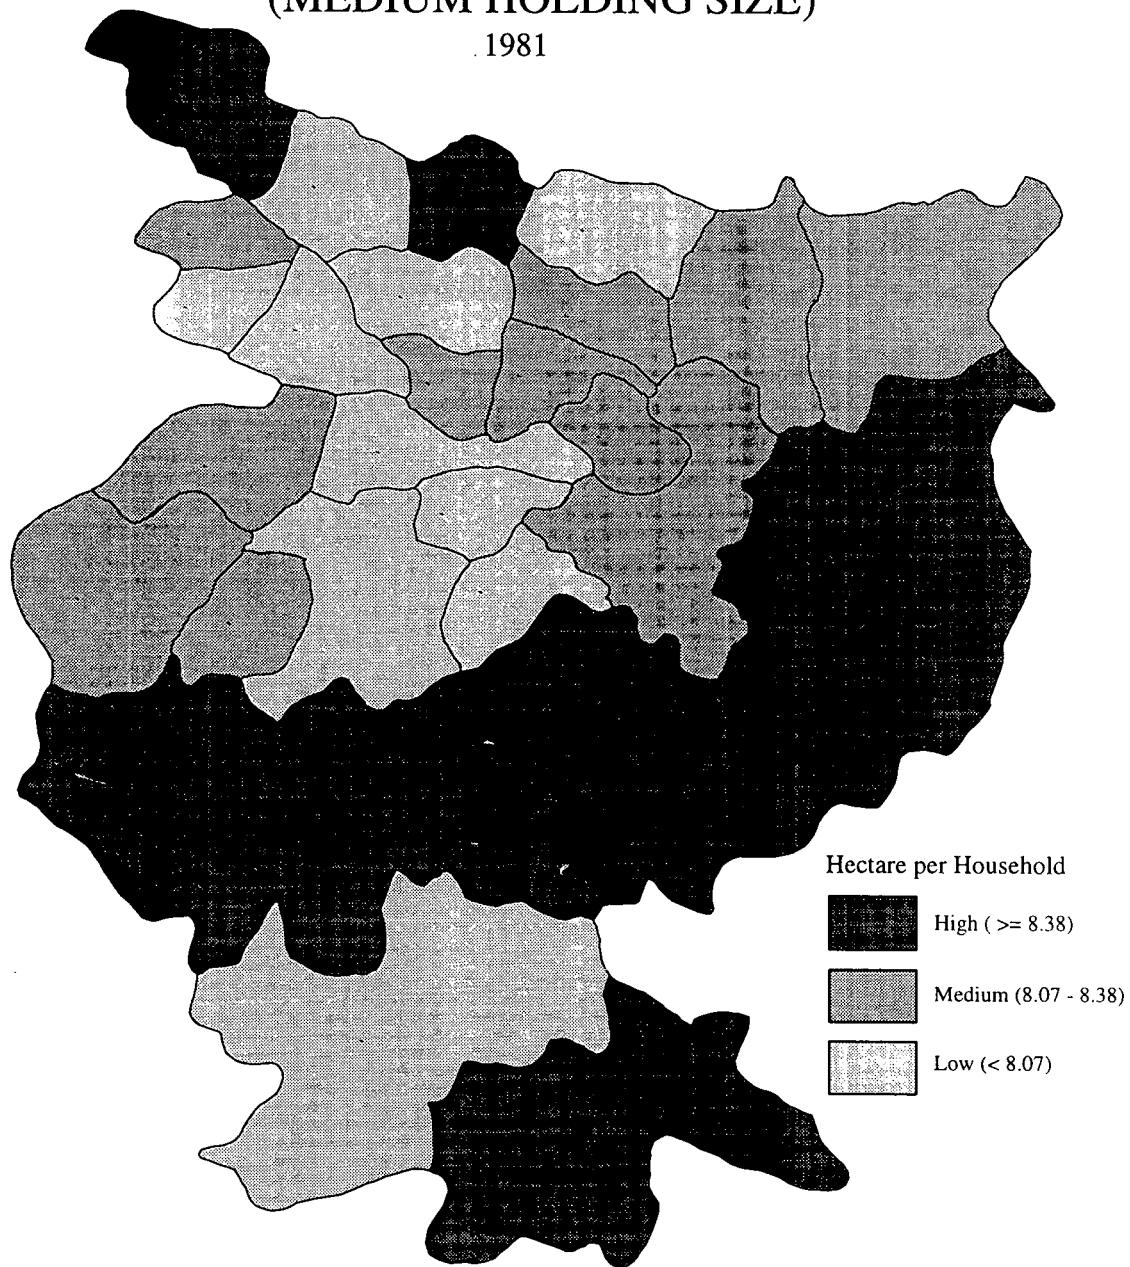 (MEDIUM HOLDING SIZE)
1981
Hectare per Household
High ( >= 8.38)
Medium (8.07 - 8.38)
Low (< 8.07)